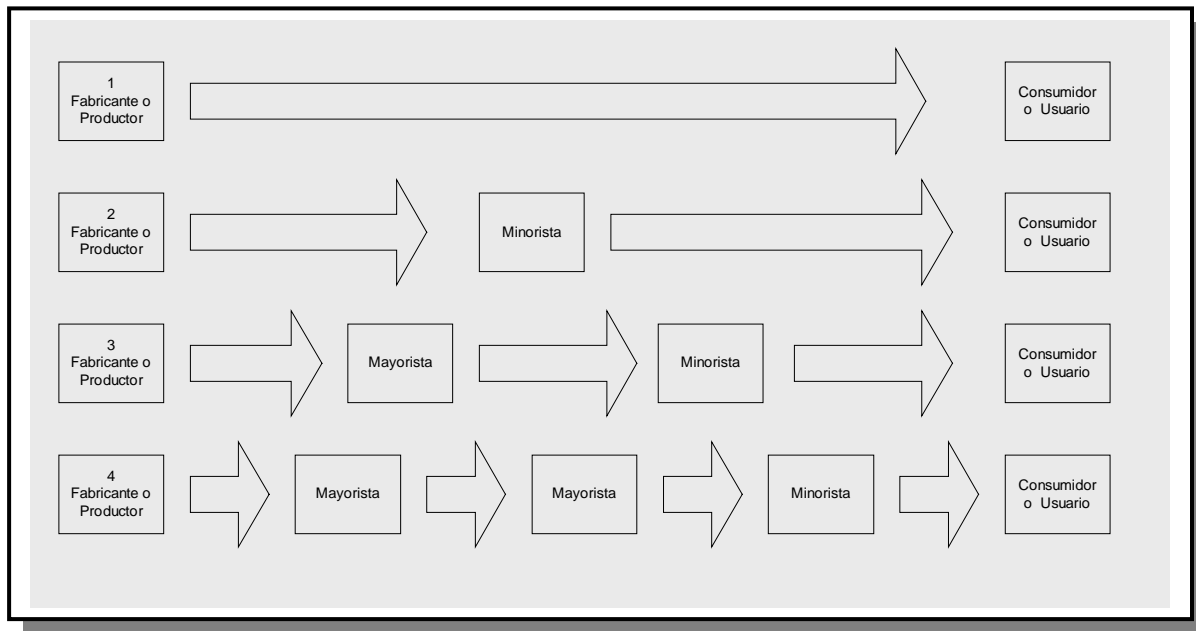 1
Fabricante o
Productor
Consumidor
o Usuario
2
Fabricante o
Productor
Minorista
Consumidor
o Usuario
3
Fabricante o
Productor
Mayorista
Minorista
Consumidor
o Usuario
4
Fabricante o
Productor
Mayorista
Mayorista
Minorista
Consumidor
o Usuario